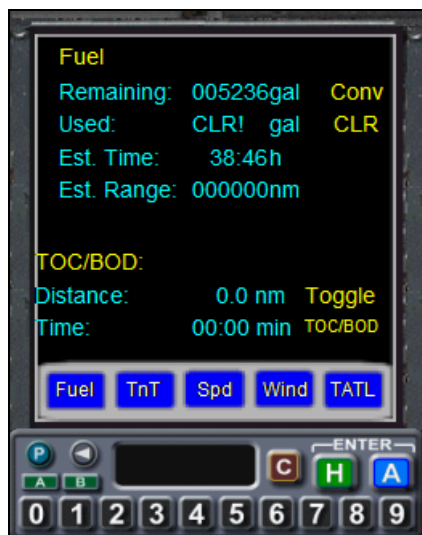 Fuel
Remaining: 005236gal Conv
Used: CLR! gal CLR
Est. Time: 38:46h
Est. Range: 000000nm
TOC/BOD:
Distance: 0.0 nm Toggle
Time: 00:00 min TOC/BOD
Fuel TnT Spd Wind TATL
ENTER
P C H A
A B
0 1 2 3 4 5 6 7 8 9